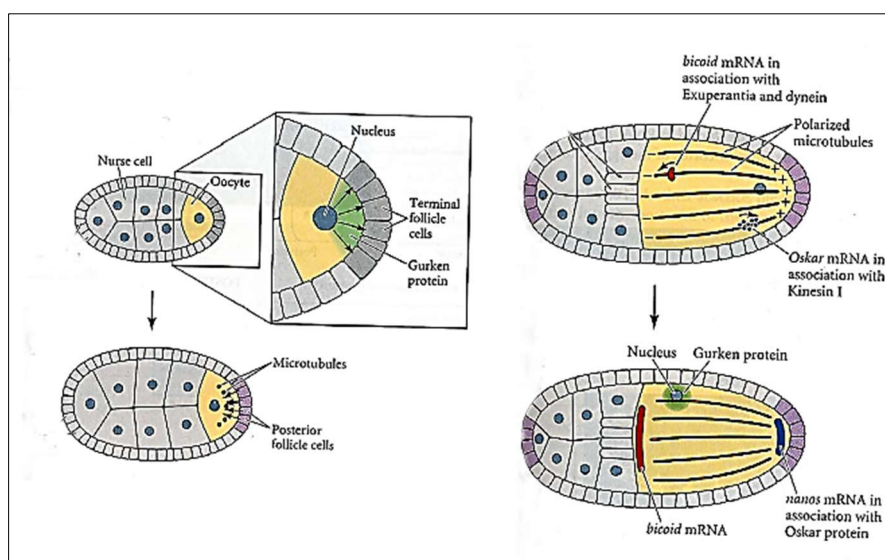 Nurse cell
Oocyte
Nucleus
Terminal
follicle
cells
Gurken
protein
Microtubules
Posterior
follicle cells
bicoid mRNA in
association with
Exuperantia and dynein
Polarized
microtubules
Oskar mRNA in
association with
Kinesin I
Nucleus
Gurken protein
bicoid mRNA
nanos mRNA in
association with
Oskar protein